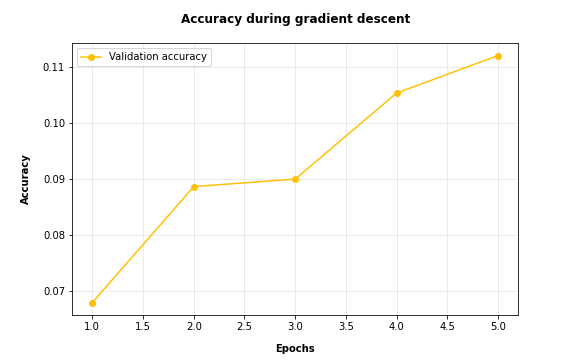 Accuracy during gradient descent
Validation accuracy
0.11
0.10
0.09
0.08
0.07
Accuracy
1.0 1.5 2.0 2.5 3.0 3.5 4.0 4.5 5.0
Epochs